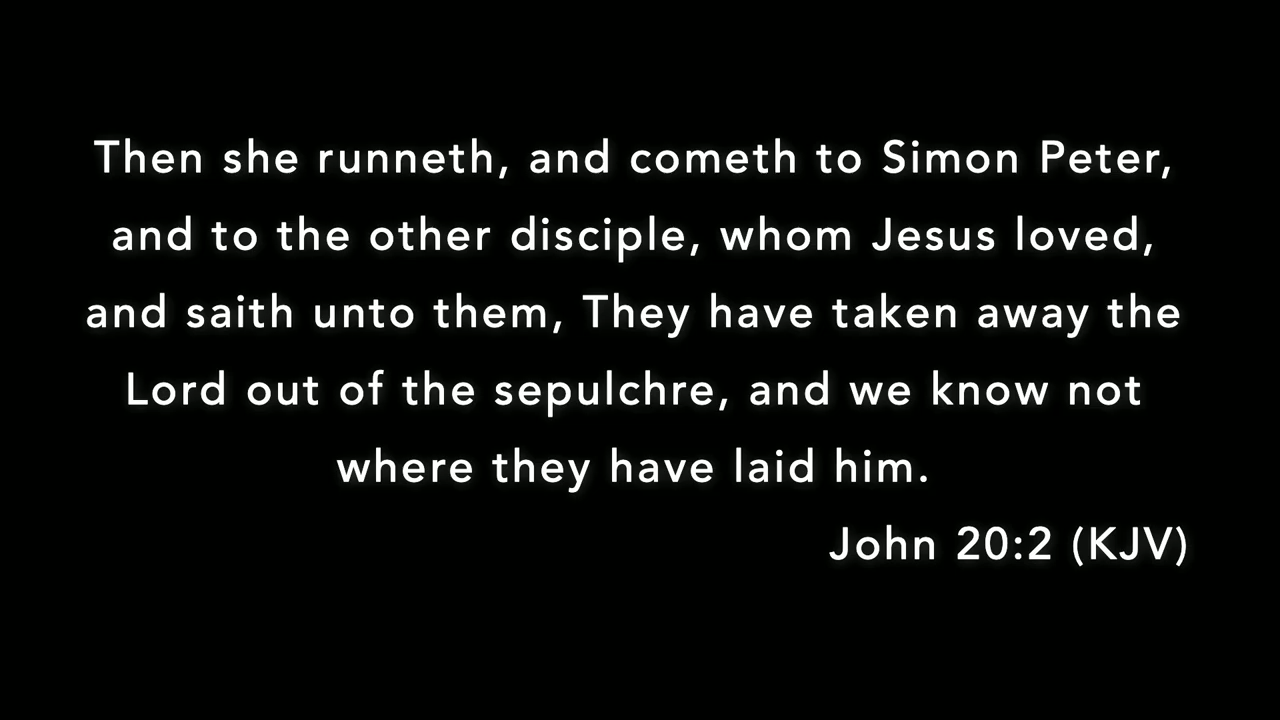 Then she runneth, and cometh to Simon Peter,
and to the other disciple, whom Jesus loved,
and saith unto them, They have taken away the
Lord out of the sepulchre, and we know not
where they have laid him.
John 20:2 (KJV)